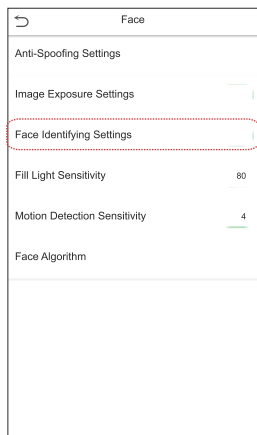 Face
Anti-Spoofing Settings
Image Exposure Settings
Face Identifying Settings
Fill Light Sensitivity 80
Motion Detection Sensitivity 4
Face Algorithm